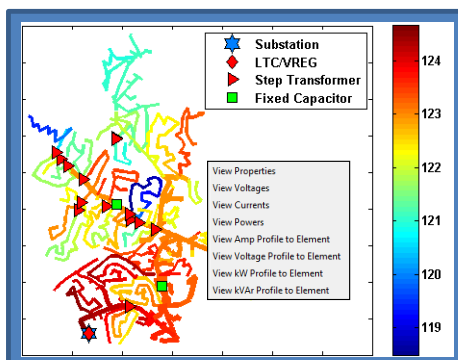 Substation
LTC/VREG
Step Transformer
Fixed Capacitor
View Properties
View Voltages
View Currents
View Powers
View Amp Profile to Element
View Voltage Profile to Element
View kW Profile to Element
View kVAr Profile to Element
124
123
122
121
120
119